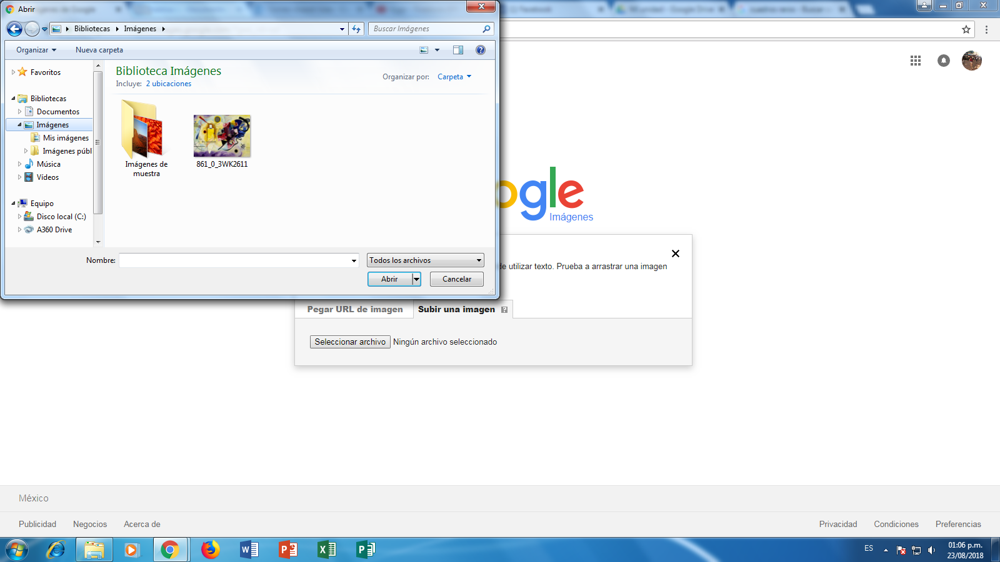 Abrir
Bibliotecas
Imágenes
Buscar Imágenes
Organizar
Nueva carpeta
Favoritos
Bibliotecas
Documentos
Imágenes
Mis imágenes
Imágenes públ
Música
Vídeos
Equipo
Disco local (C:)
A360 Drive
Biblioteca Imágenes
Incluye: 2 ubicaciones
Organizar por: Carpeta
Imágenes de
muestra
861_0_3WK2611
Nombre:
Todos los archivos
Abrir
Cancelar
ogle
Imágenes
de utilizar texto. Prueba a arrastrar una imagen
Pegar URL de imagen
Subir una imagen ?
Seleccionar archivo Ningún archivo seleccionado
México
Publicidad Negocios Acerca de
Privacidad Condiciones Preferencias
ES
01:06 p.m.
23/08/2018